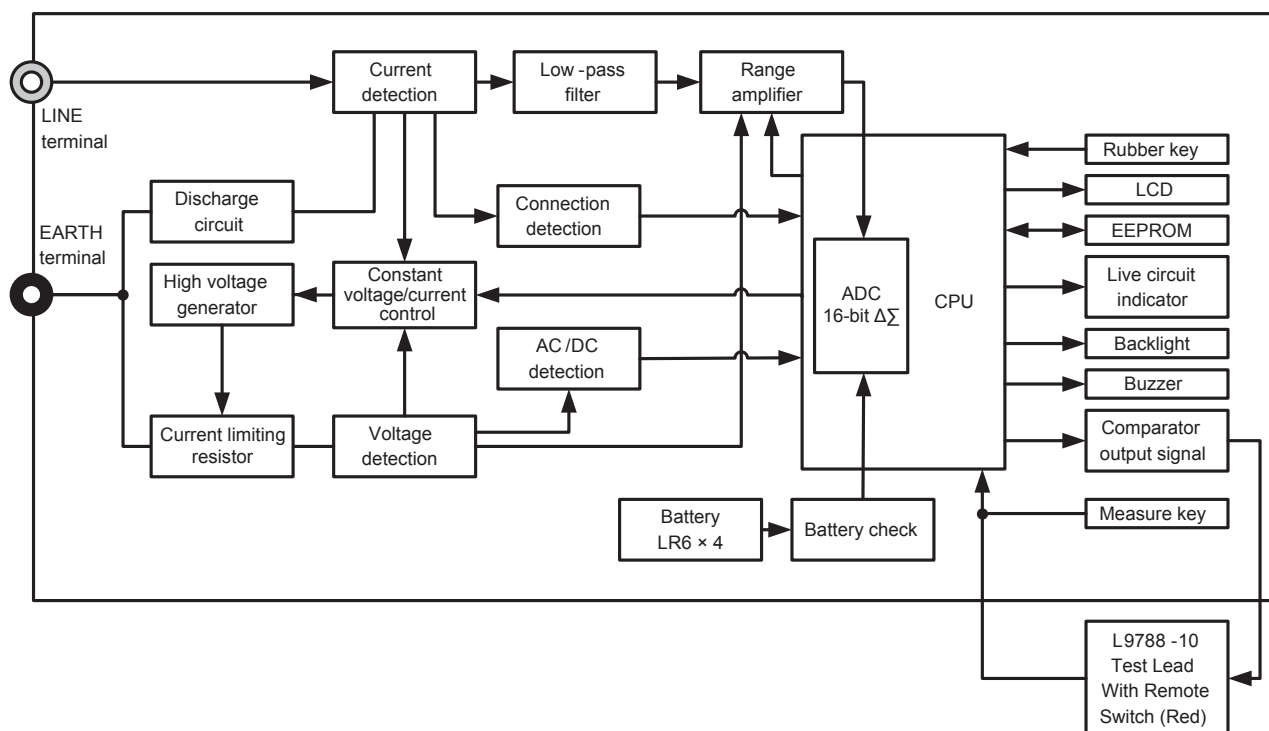 LINE
terminal
EARTH
terminal
Current
detection
Low-pass
filter
Range
amplifier
Discharge
circuit
Connection
detection
High voltage
generator
Constant
voltage/current
control
AC/DC
detection
Current limiting
resistor
Voltage
detection
ADC
16-bit ΔΣ
CPU
Battery
LR6 × 4
Battery check
Rubber key
LCD
EEPROM
Live circuit
indicator
Backlight
Buzzer
Comparator
output signal
Measure key
L9788-10
Test Lead
With Remote
Switch (Red)